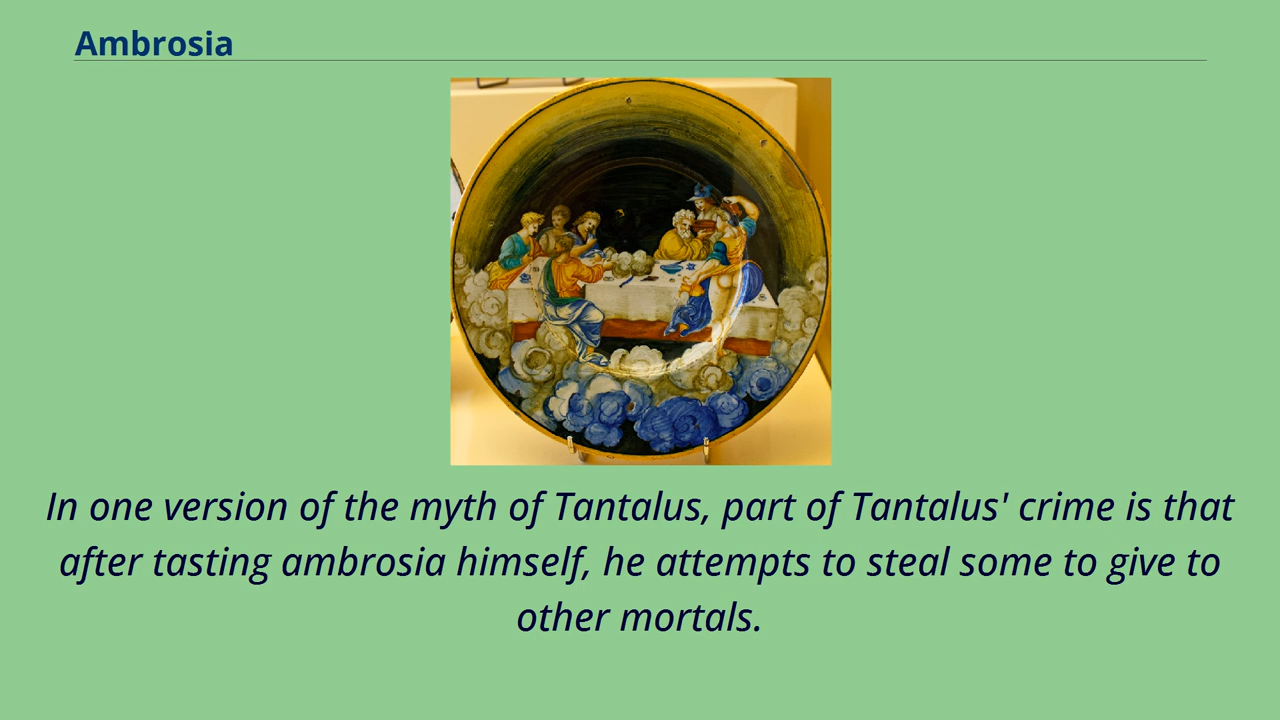 Ambrosia
In one version of the myth of Tantalus, part of Tantalus' crime is that
after tasting ambrosia himself, he attempts to steal some to give to
other mortals.